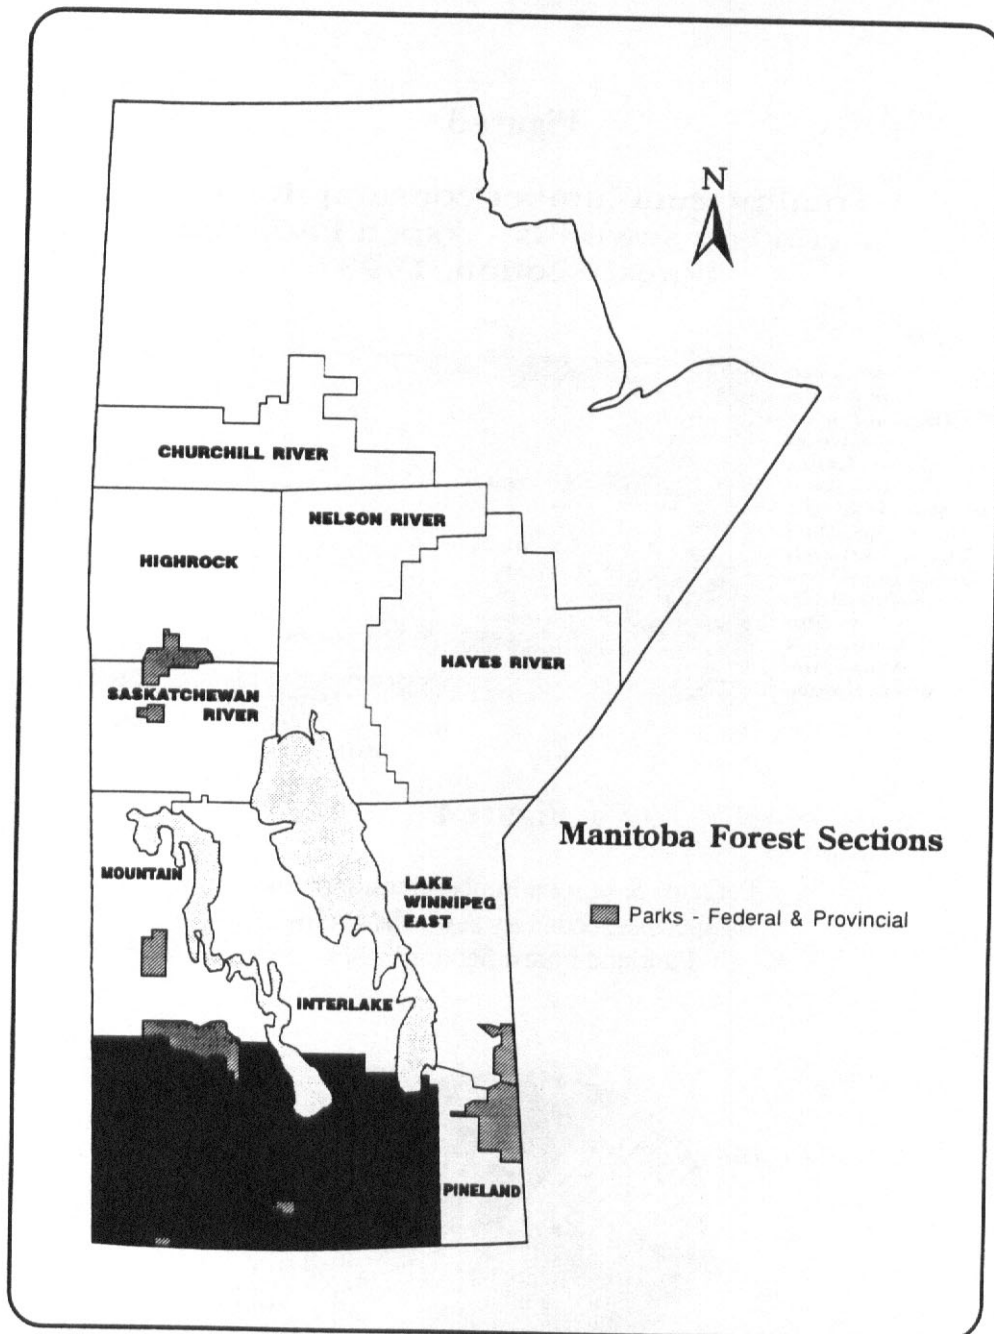 N
CHURCHILL RIVER
NELSON RIVER
HIGHROCK
HAYES RIVER
SASKATCHEWAN
RIVER
Manitoba Forest Sections
MOUNTAIN
LAKE
WINNIPEG
EAST
Parks - Federal & Provincial
INTERLAKE
PINELAND